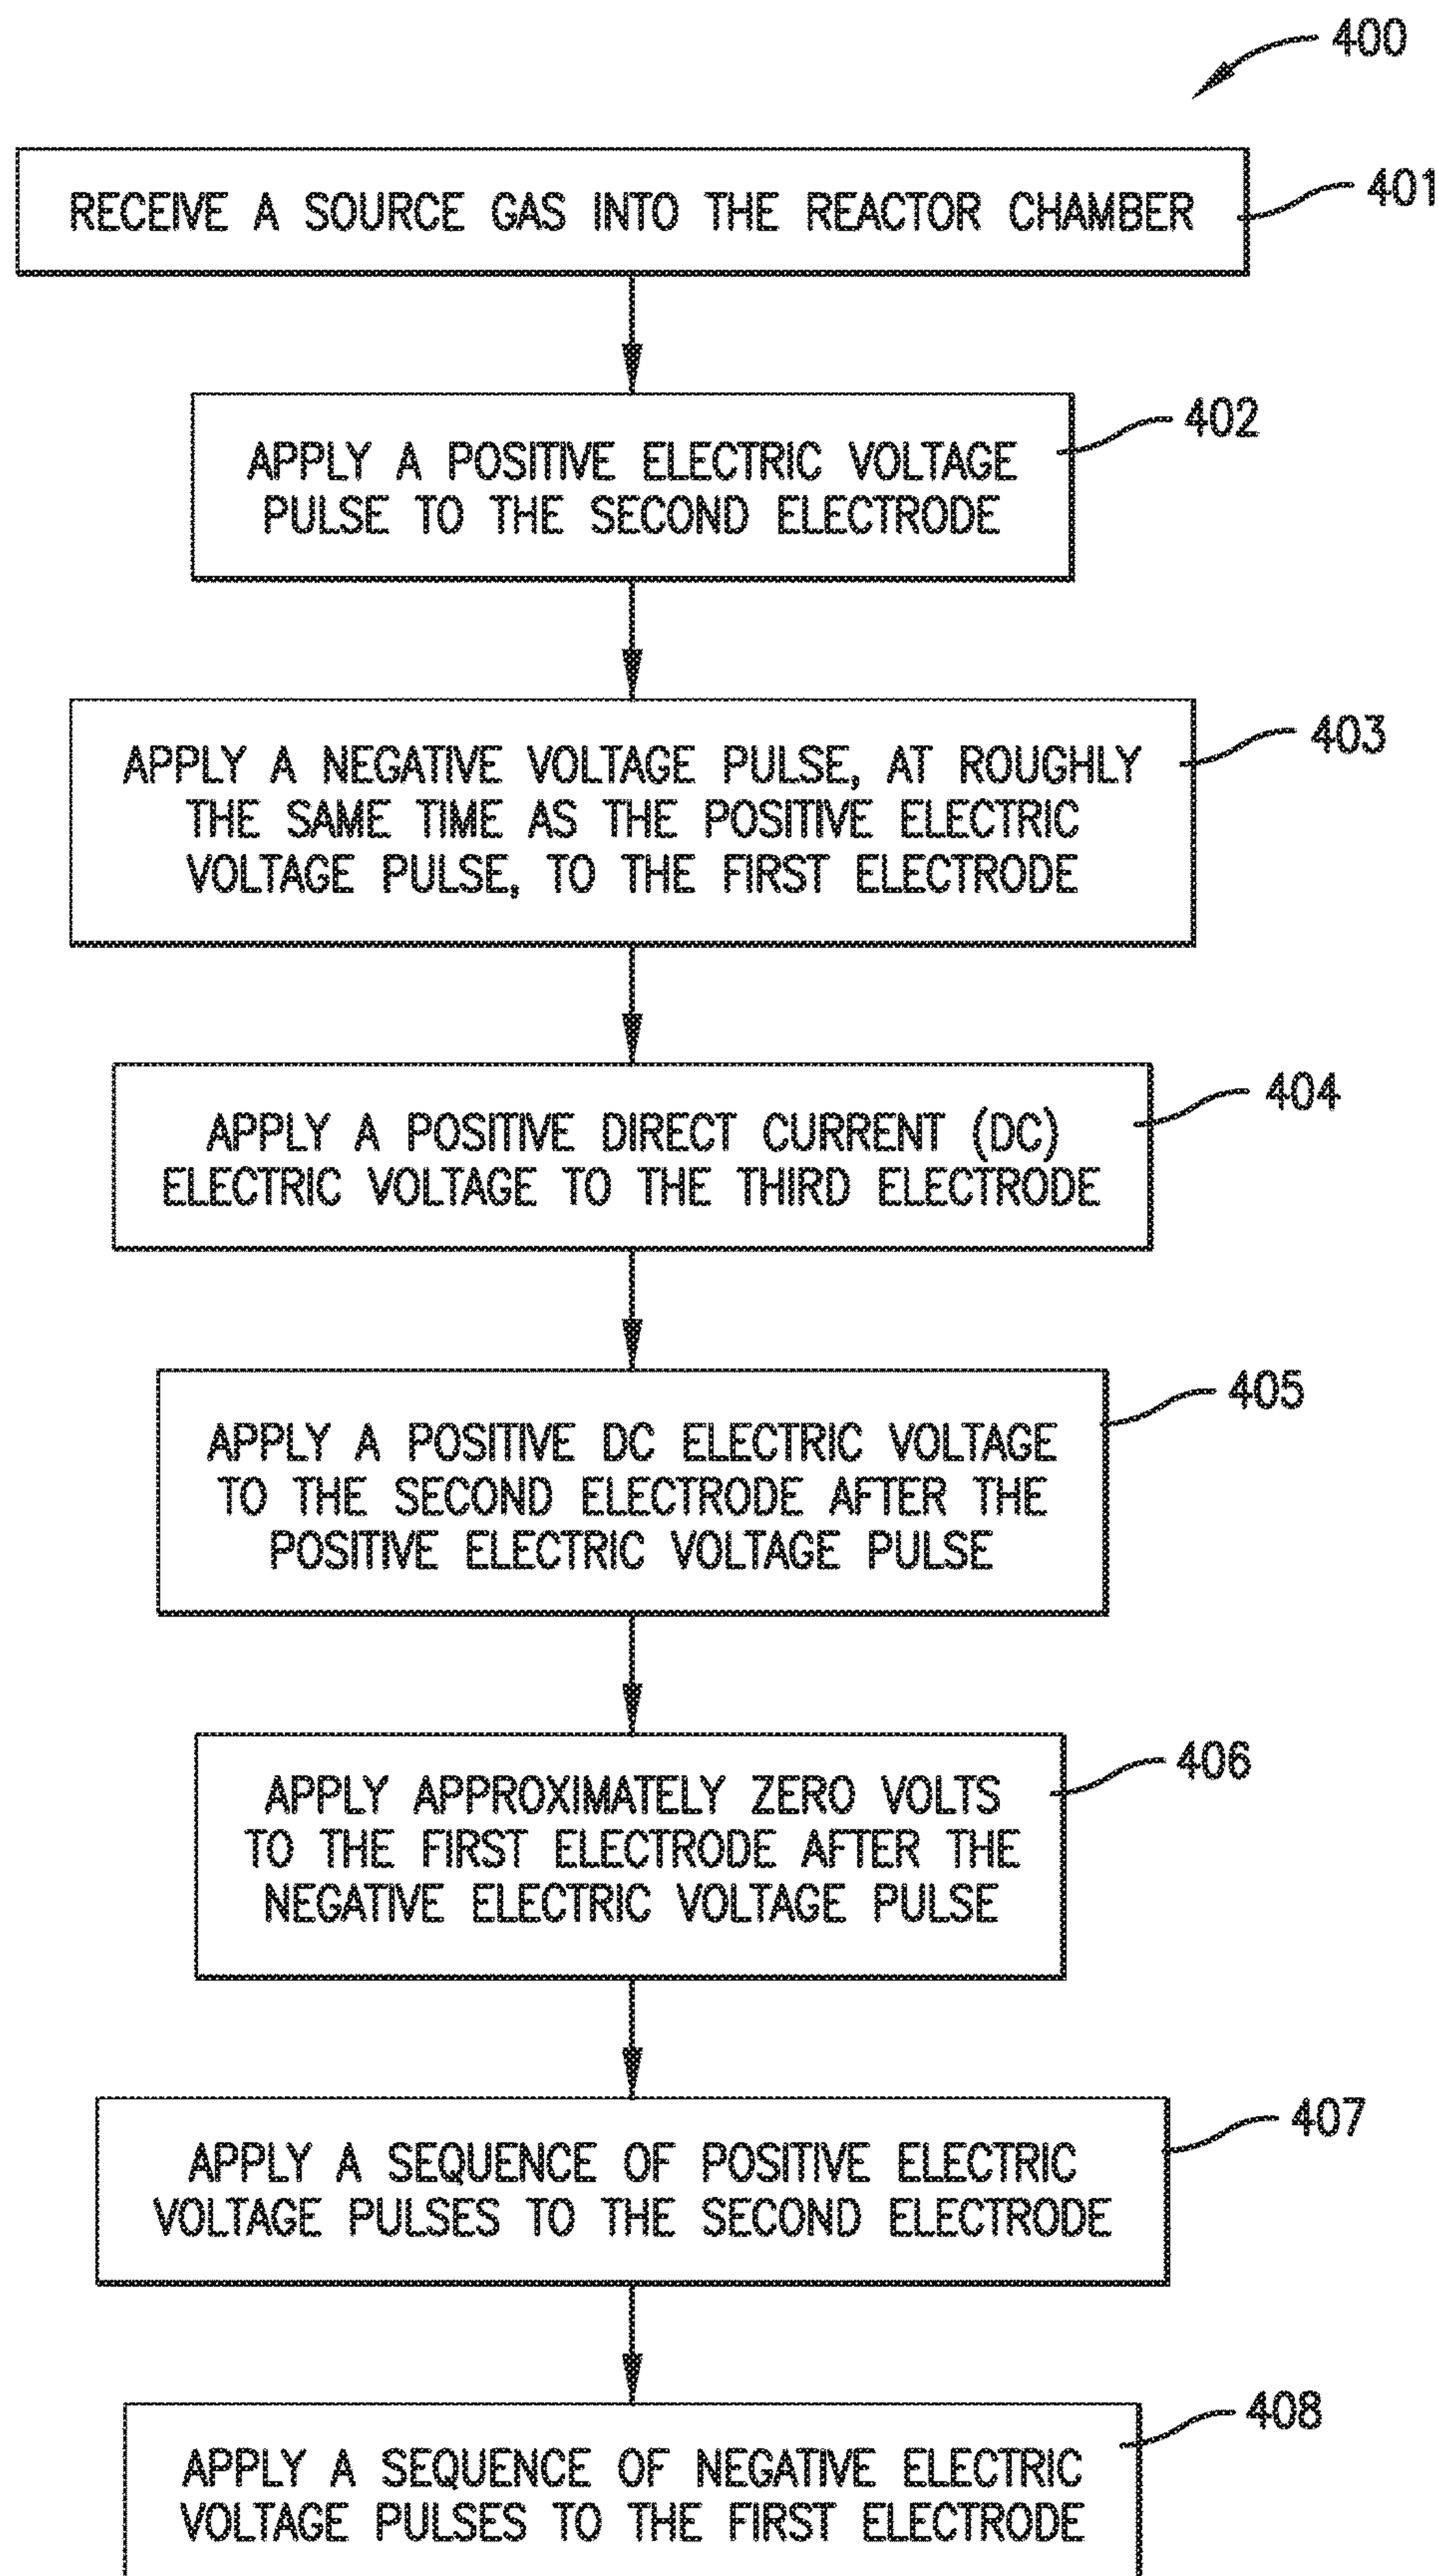 400
RECEIVE A SOURCE GAS INTO THE REACTOR CHAMBER
401
APPLY A POSITIVE ELECTRIC VOLTAGE
PULSE TO THE SECOND ELECTRODE
402
APPLY A NEGATIVE VOLTAGE PULSE, AT ROUGHLY
THE SAME TIME AS THE POSITIVE ELECTRIC
VOLTAGE PULSE, TO THE FIRST ELECTRODE
403
APPLY A POSITIVE DIRECT CURRENT (DC)
ELECTRIC VOLTAGE TO THE THIRD ELECTRODE
404
APPLY A POSITIVE DC ELECTRIC VOLTAGE
TO THE SECOND ELECTRODE AFTER THE
POSITIVE ELECTRIC VOLTAGE PULSE
405
APPLY APPROXIMATELY ZERO VOLTS
TO THE FIRST ELECTRODE AFTER THE
NEGATIVE ELECTRIC VOLTAGE PULSE
406
APPLY A SEQUENCE OF POSITIVE ELECTRIC
VOLTAGE PULSES TO THE SECOND ELECTRODE
407
APPLY A SEQUENCE OF NEGATIVE ELECTRIC
VOLTAGE PULSES TO THE FIRST ELECTRODE
408